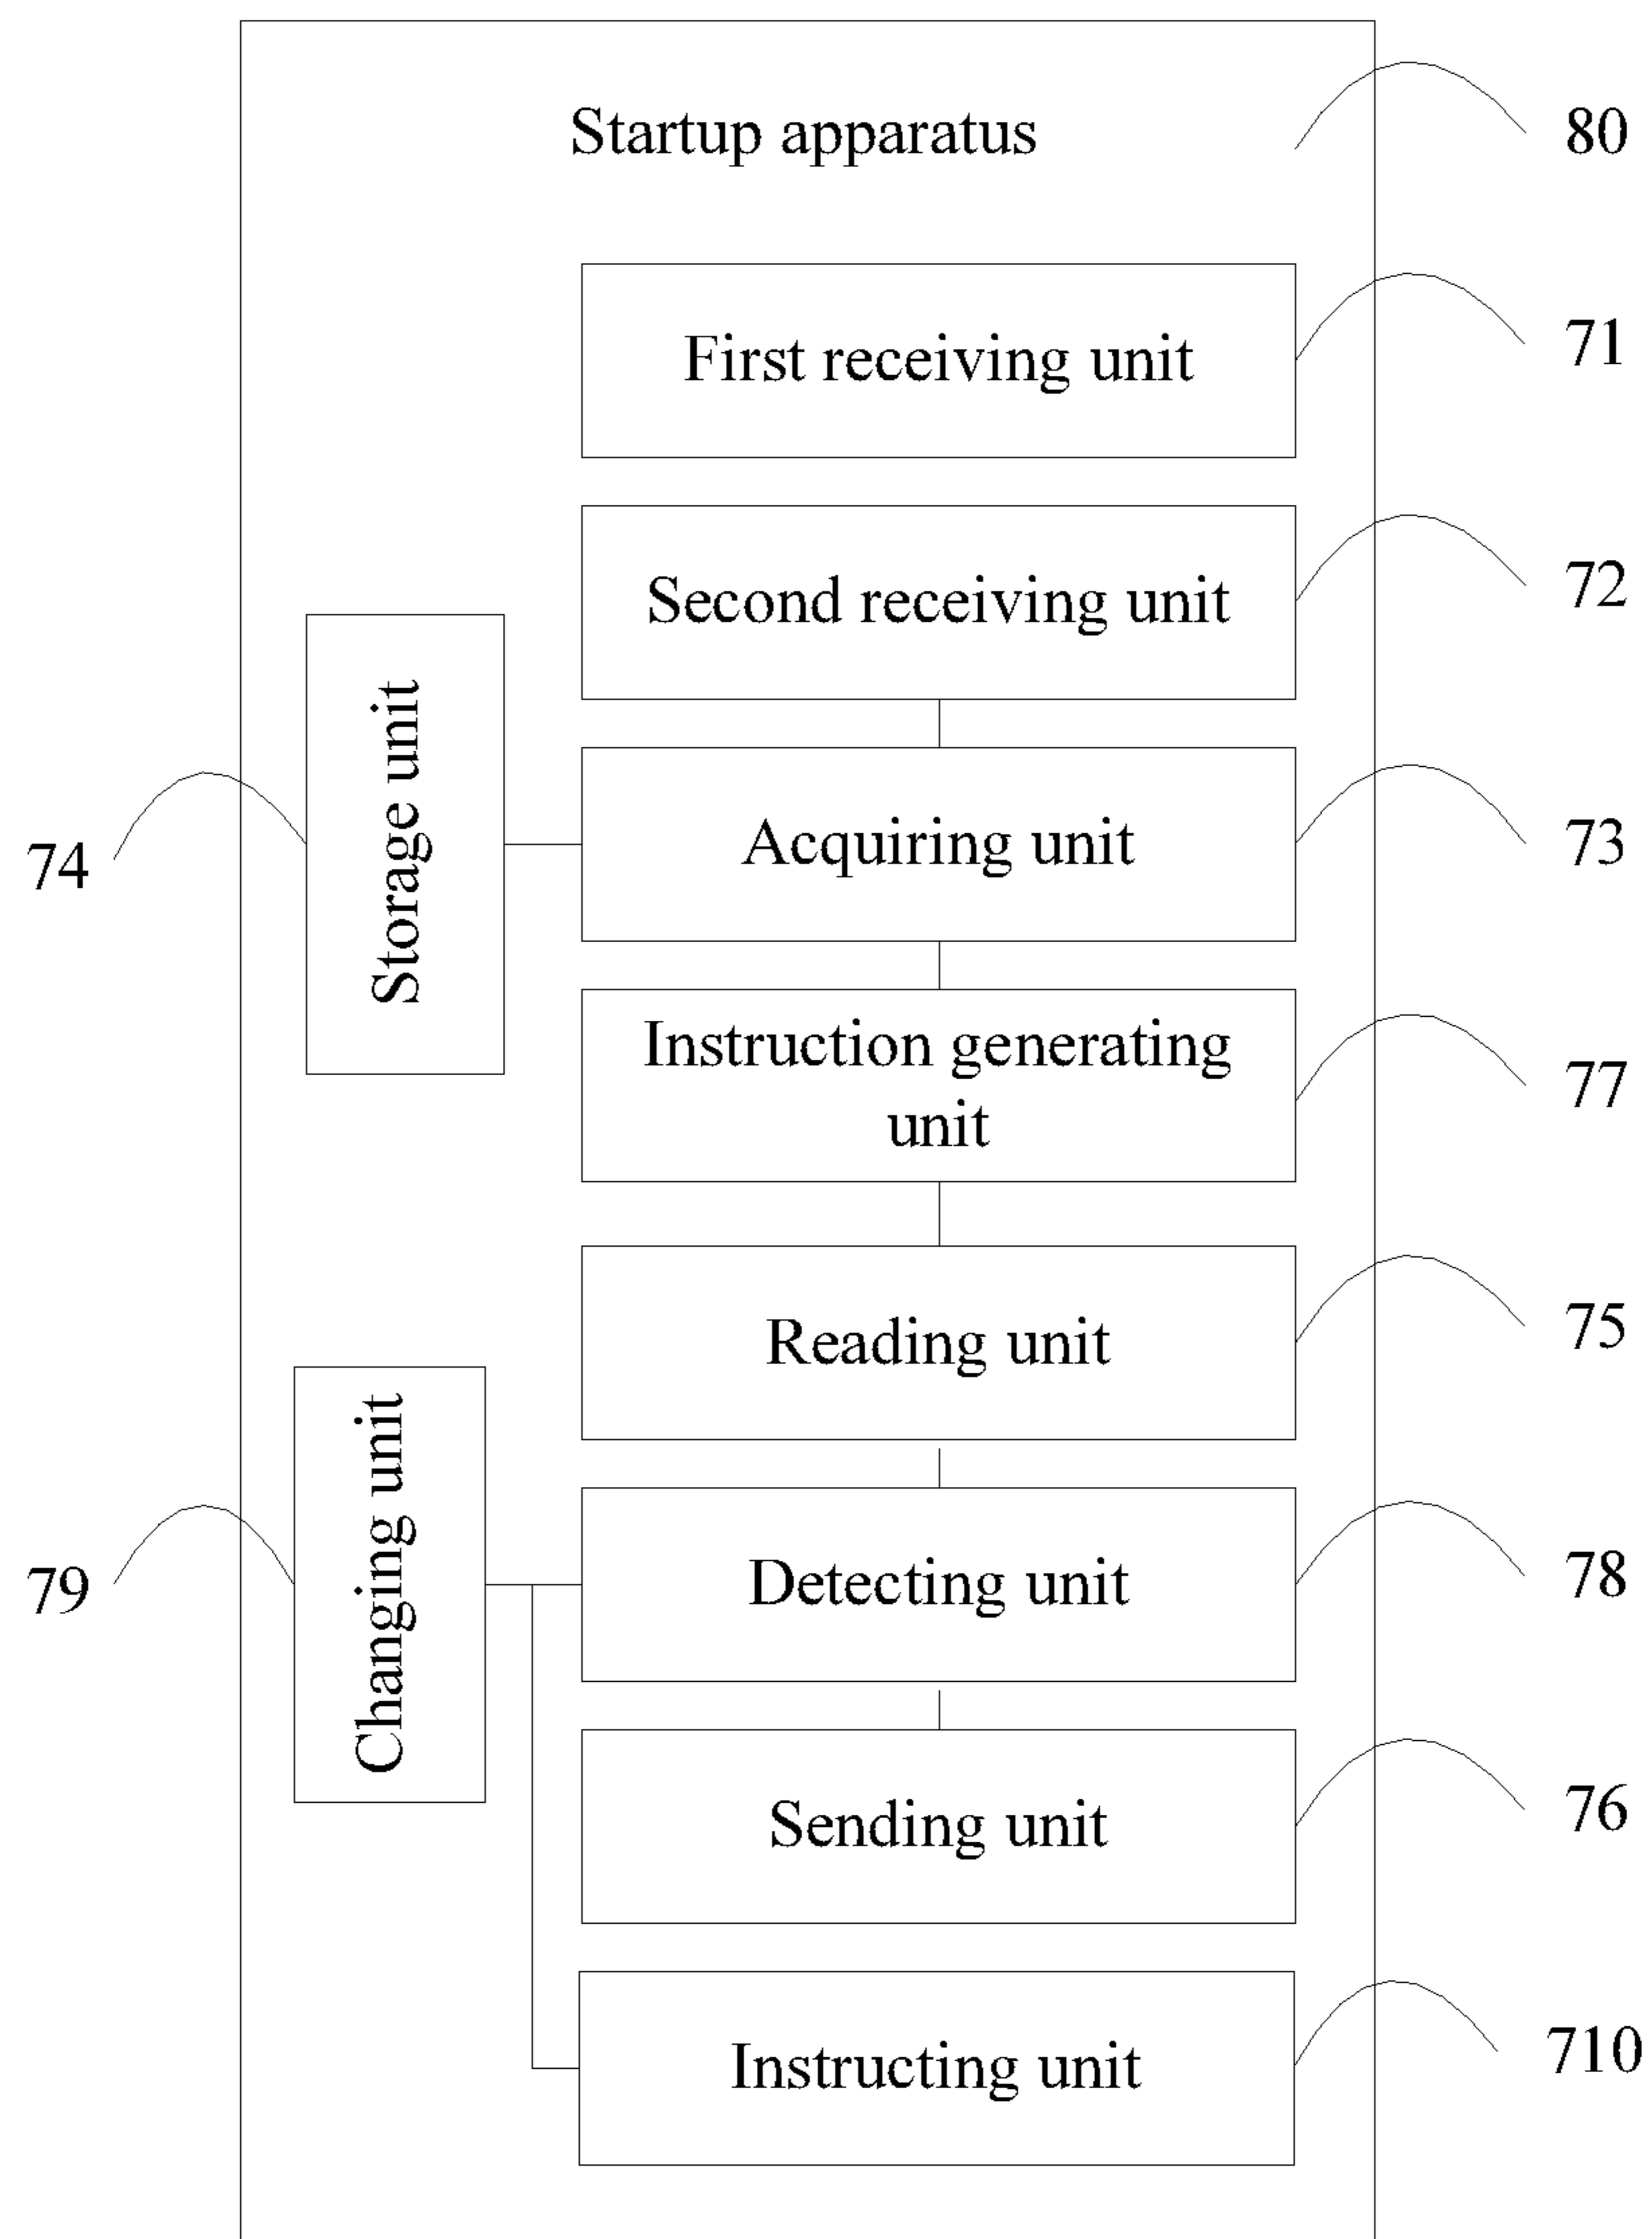 Startup apparatus
80
First receiving unit
71
Second receiving unit
72
Storage unit
74
Acquiring unit
73
Instruction generating
unit
77
Reading unit
75
Changing unit
79
Detecting unit
78
Sending unit
76
Instructing unit
710